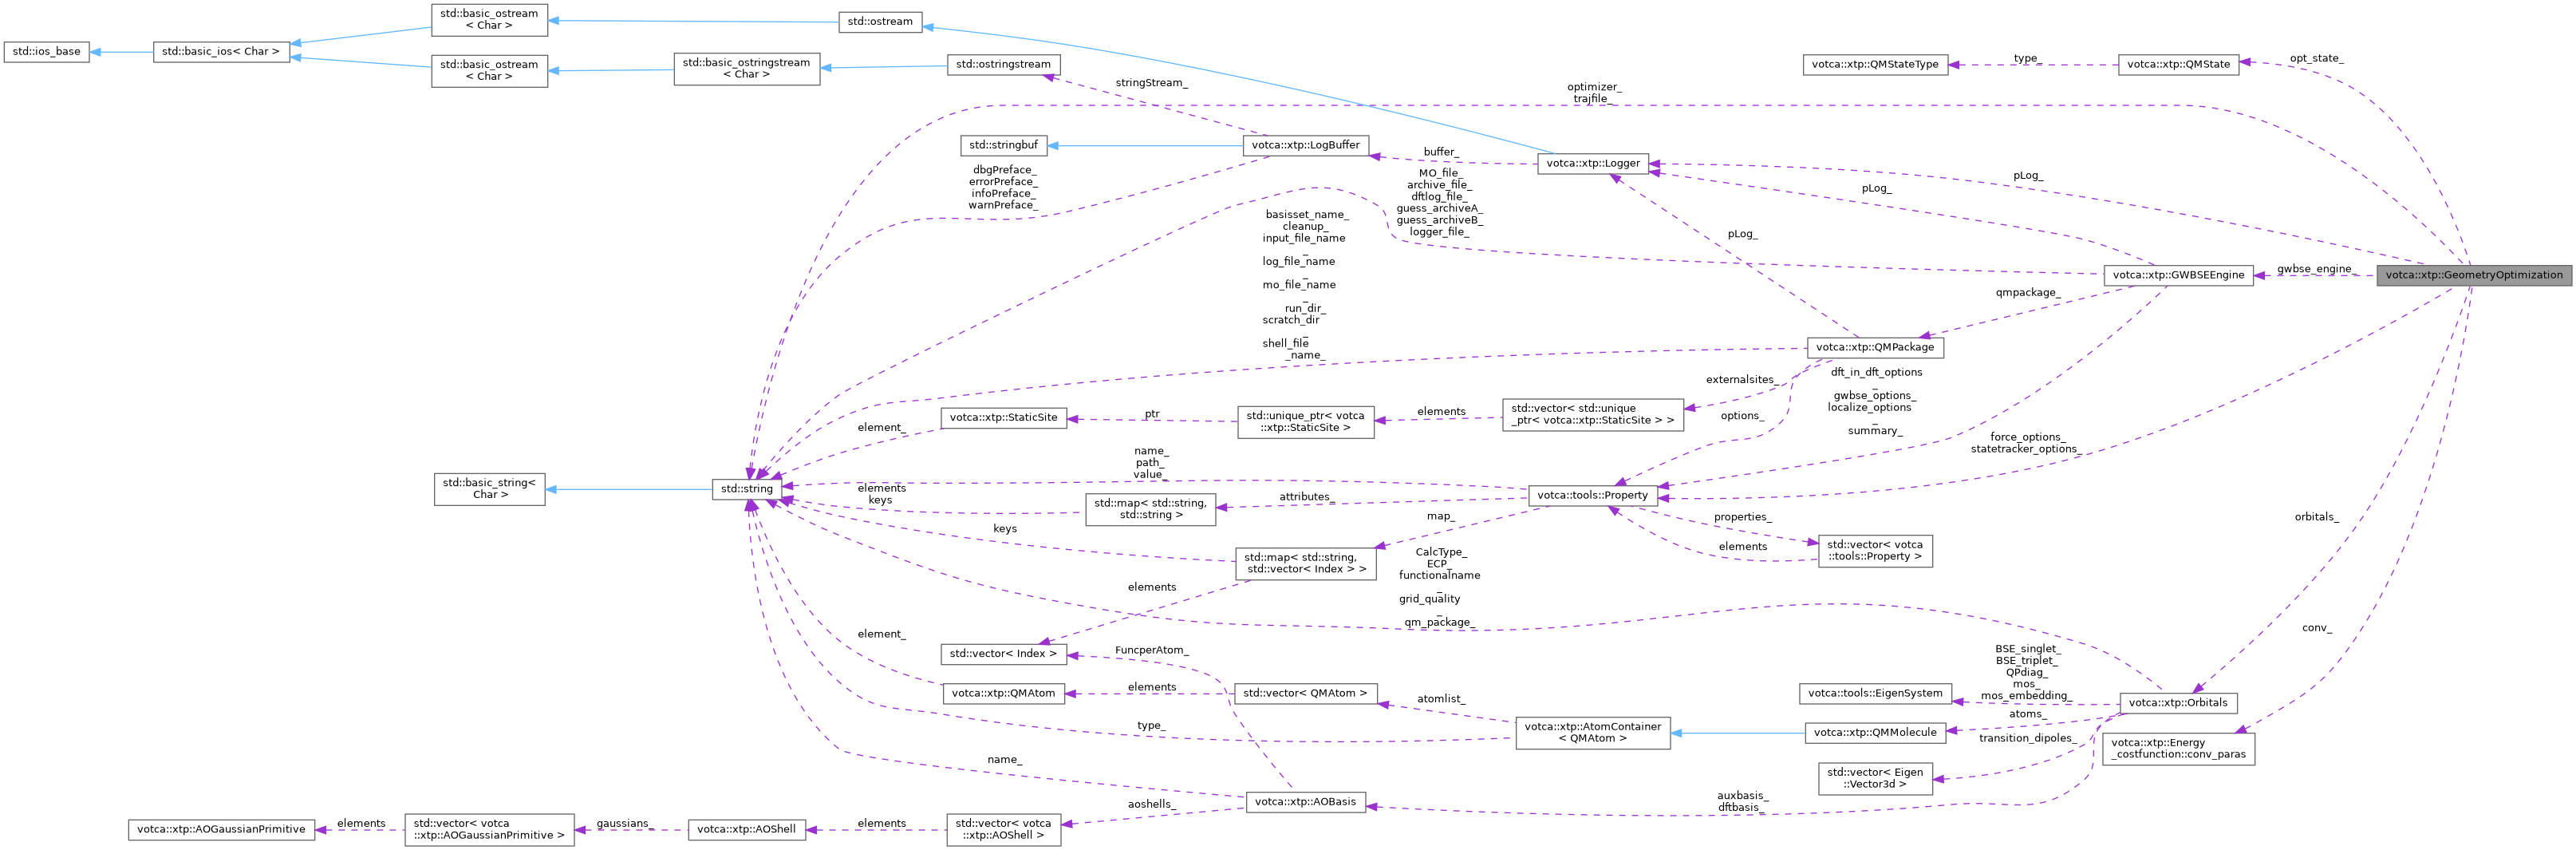 std::ios_base
std::basic_ios< Char >
std::basic_ostream
< Char >
std::basic_ostream
< Char >
std::basic_ostringstream
< Char >
std::ostream
std::ostringstream
stringStream_
optimizer_
trajfile_
votca::xtp::QMStateType
type_
votca::xtp::QMState
opt_state_
std::stringbuf
votca::xtp::LogBuffer
buffer_
votca::xtp::Logger
pLog_
pLog_
pLog_
dbgPreface_
errorPreface_
infoPreface_
warnPreface_
MO_file_
archive_file_
dftlog_file_
guess_archiveA_
guess_archiveB_
logger_file_
basisset_name_
cleanup_
input_file_name
_
log_file_name
_
mo_file_name
_
run_dir_
scratch_dir
_
shell_file
_name_
votca::xtp::GWBSEEngine
gwbse_engine_
votca::xtp::GeometryOptimization
qmpackage_
votca::xtp::QMPackage
externalsites_
options_
dft_in_dft_options
_
gwbse_options_
localize_options
_
summary_
force_options_
statetracker_options_
votca::xtp::StaticSite
element_
ptr
std::unique_ptr< votca
::xtp::StaticSite >
elements
std::vector< std::unique
_ptr< votca::xtp::StaticSite > >
std::basic_string<
Char >
std::string
name_
path_
value_
elements
keys
std::map< std::string,
std::string >
attributes_
votca::tools::Property
map_
properties_
elements
std::vector< votca
::tools::Property >
keys
std::map< std::string,
std::vector< Index > >
elements
CalcType_
ECP_
functionalname
_
grid_quality
_
qm_package_
orbitals_
conv_
std::vector< Index >
FuncperAtom_
element_
votca::xtp::QMAtom
elements
std::vector< QMAtom >
atomlist_
type_
votca::xtp::AtomContainer
< QMAtom >
votca::tools::EigenSystem
BSE_singlet_
BSE_triplet_
QPdiag_
mos_
mos_embedding_
votca::xtp::Orbitals
votca::xtp::QMMolecule
atoms_
transition_dipoles_
votca::xtp::Energy
_costfunction::conv_paras
std::vector< Eigen
::Vector3d >
name_
votca::xtp::AOBasis
auxbasis_
dftbasis_
aoshells_
votca::xtp::AOGaussianPrimitive
elements
std::vector< votca
::xtp::AOGaussianPrimitive >
gaussians_
votca::xtp::AOShell
elements
std::vector< votca
::xtp::AOShell >